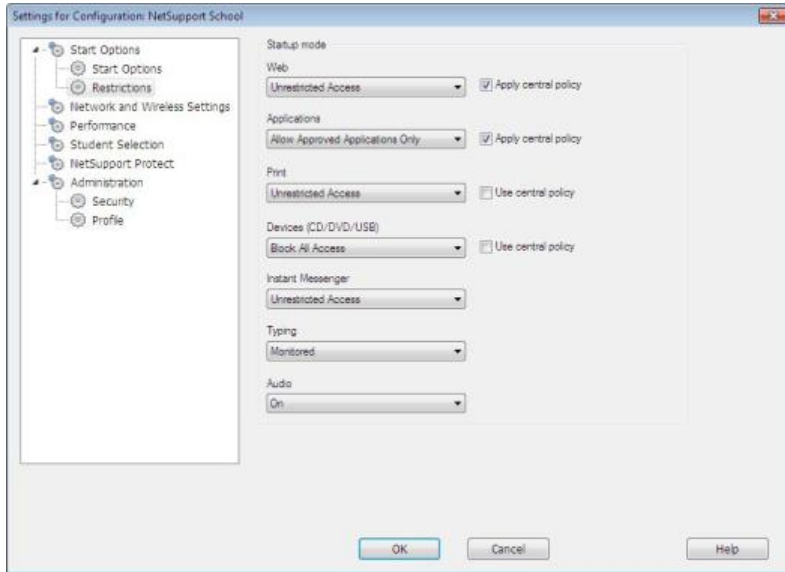 Settings for Configuration: NetSupport School
Start Options
Start Options
Restrictions
Network and Wireless Settings
Performance
Student Selection
NetSupport Protect
Administration
Security
Profile
Startup mode
Web
Unrestricted Access
Apply central policy
Applications
Allow Approved Applications Only
Apply central policy
Print
Unrestricted Access
Use central policy
Devices (CD/DVD/USB)
Block All Access
Use central policy
Instant Messenger
Unrestricted Access
Typing
Monitored
Audio
On
OK
Cancel
Help